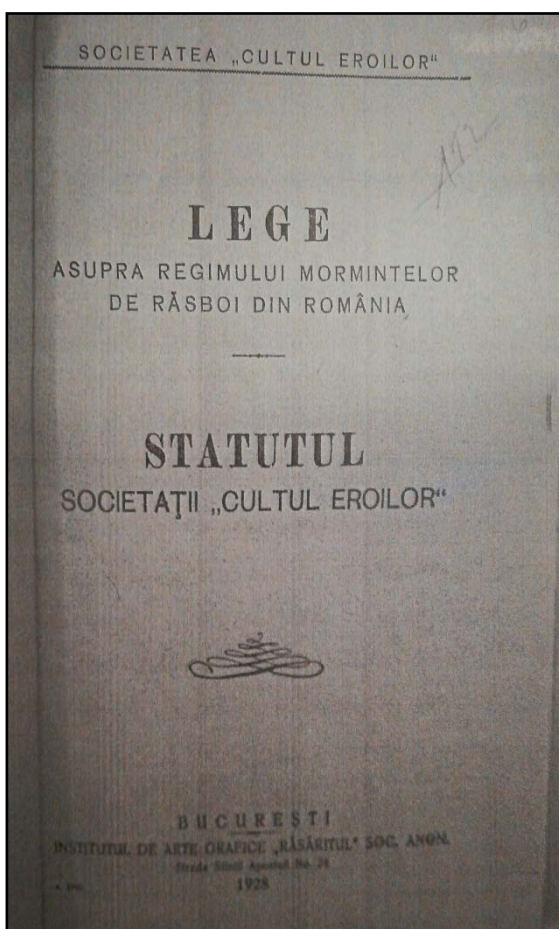 SOCIETATEA „CULTUL EROILOR“
LEGE
ASUPRA REGIMULUI MORMINTELOR
DE RĂSBOI DIN ROMÂNIA
STATUTUL
SOCIETAŢII „CULTUL EROILOR“
BUCUREŞTI
INSTITUTUL DE ARTE GRAFICE „RĂSĂRITUL“ SOC. ANON.
Strada
1928